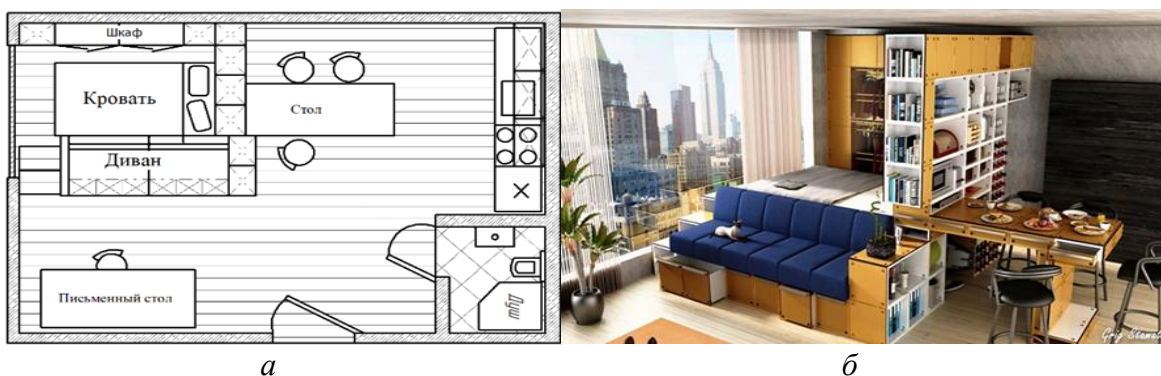 Шкаф
Кровать
Стол
Диван
Письменный стол
Душ
а
б